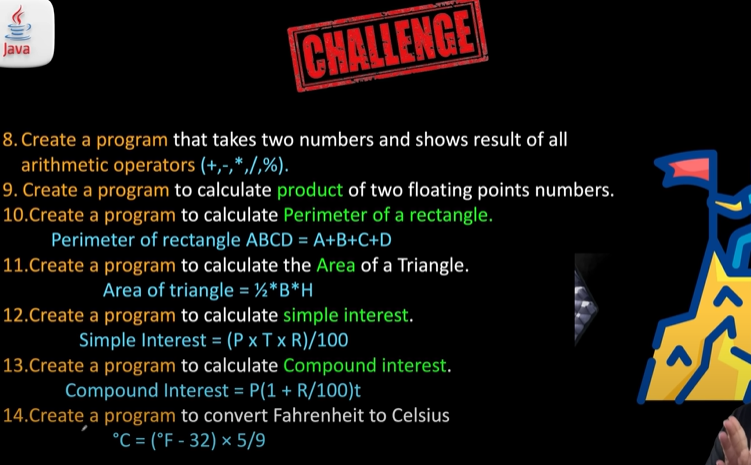 Java
CHALLENGE
8. Create a program that takes two numbers and shows result of all
arithmetic operators (+,-,*,/,%).
9. Create a program to calculate product of two floating points numbers.
10.Create a program to calculate Perimeter of a rectangle.
Perimeter of rectangle ABCD = A+B+C+D
11.Create a program to calculate the Area of a Triangle.
Area of triangle = ½*B*H
12.Create a program to calculate simple interest.
Simple Interest = (P x T x R)/100
13.Create a program to calculate Compound interest.
Compound Interest = P(1 + R/100)t
14.Create a program to convert Fahrenheit to Celsius
°C = (°F - 32) × 5/9